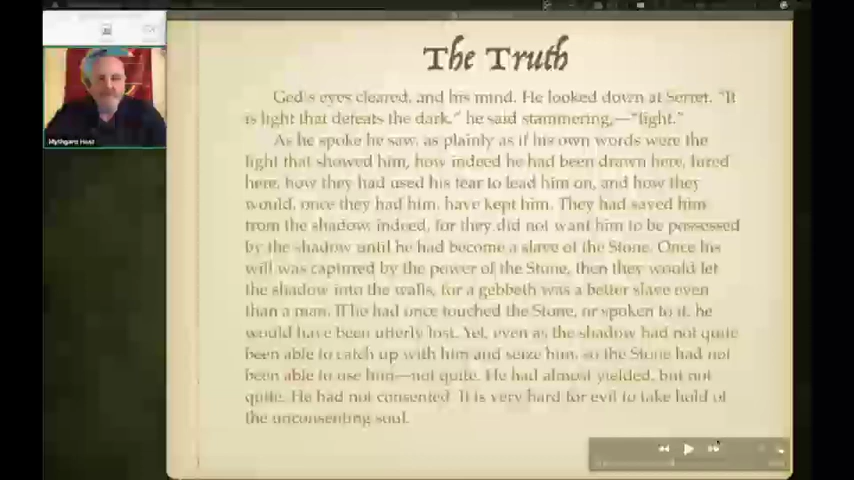 The Truth
Ged's eyes cleared, and his mind. He looked down at Serret. "It
is light that defeats the dark," he said stammering,—"light."
As he spoke he saw, as plainly as if his own words were the
light that showed him, how indeed he had been drawn here, lured
here, how they had used his fear to lead him on, and how they
would, once they had him, have kept him. They had saved him
from the shadow, indeed, for they did not want him to be possessed
by the shadow until he had become a slave of the Stone. Once his
will was captured by the power of the Stone, then they would let
the shadow into the walls, for a gebbeth was a better slave even
than a man. If he had once touched the Stone, or spoken to it, he
would have been utterly lost. Yet, even as the shadow had not quite
been able to catch up with him and seize him, so the Stone had not
been able to use him—not quite. He had almost yielded, but not
quite. He had not consented. It is very hard for evil to take hold of
the unconsenting soul.
Mythgard Host